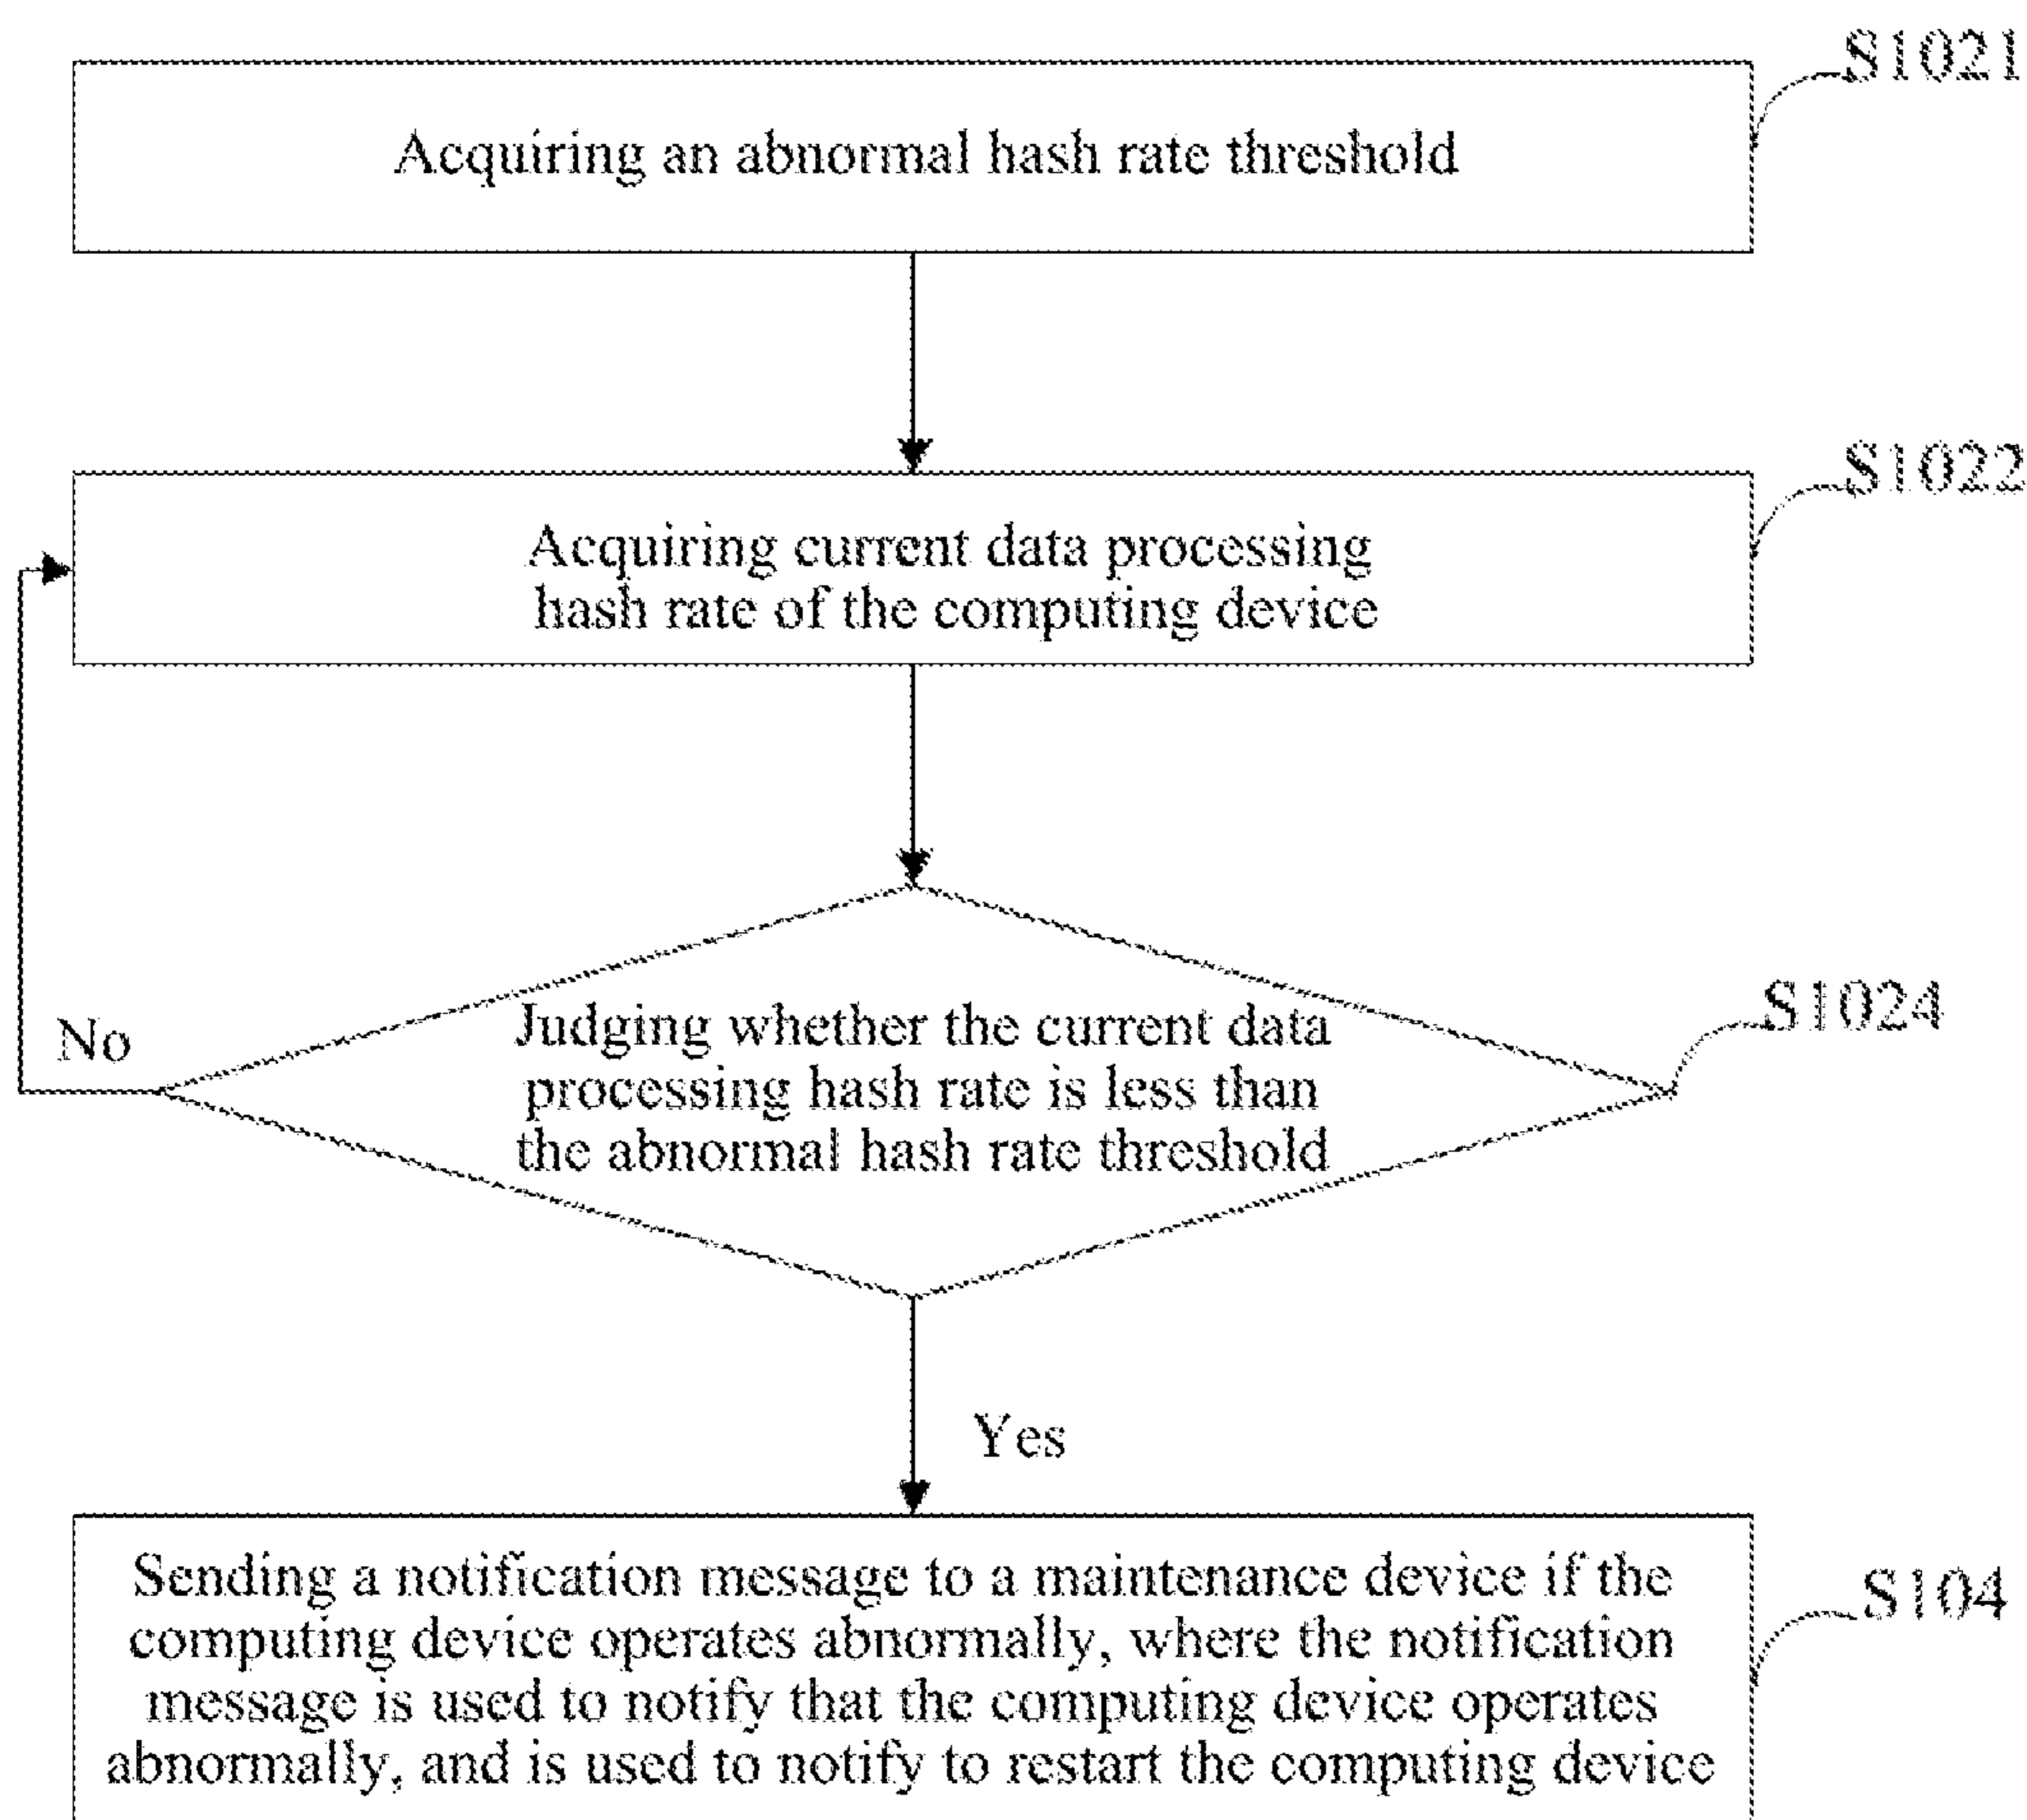 S1021
Acquiring an abnormal hash rate threshold
S1022
Acquiring current data processing
hash rate of the computing device
S1024
No
Judging whether the current data
processing hash rate is less than
the abnormal hash rate threshold
Yes
S104
Sending a notification message to a maintenance device if the
computing device operates abnormally, where the notification
message is used to notify that the computing device operates
abnormally, and is used to notify to restart the computing device